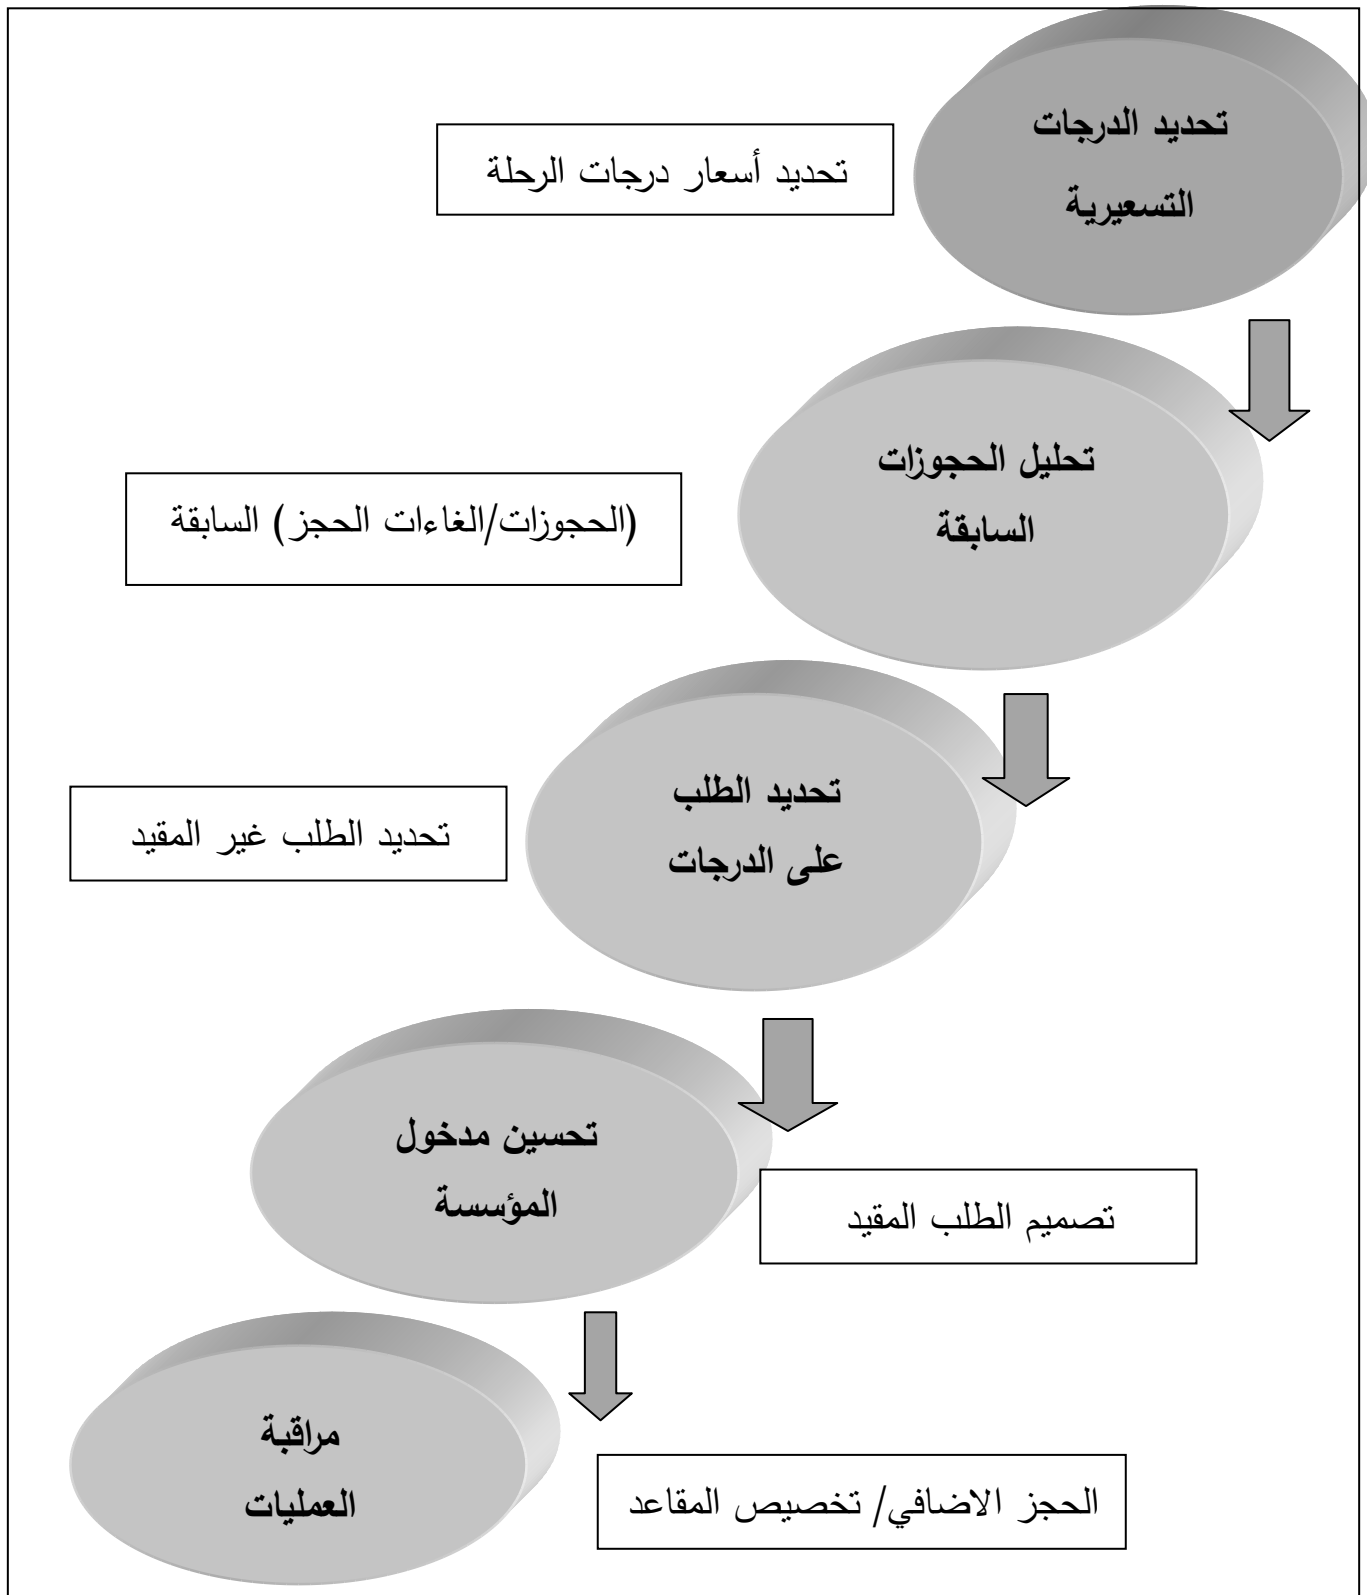 تحديد الدرجات
التسعيرية
تحديد أسعار درجات الرحلة
تحليل الحجوزات
السابقة
(الحجوزات/الغاءات الحجز) السابقة
تحديد الطلب
على الدرجات
تحديد الطلب غير المقيد
تحسين مدخول
المؤسسة
تصميم الطلب المقيد
مراقبة
العمليات
الحجز الاضافي/ تخصيص المقاعد